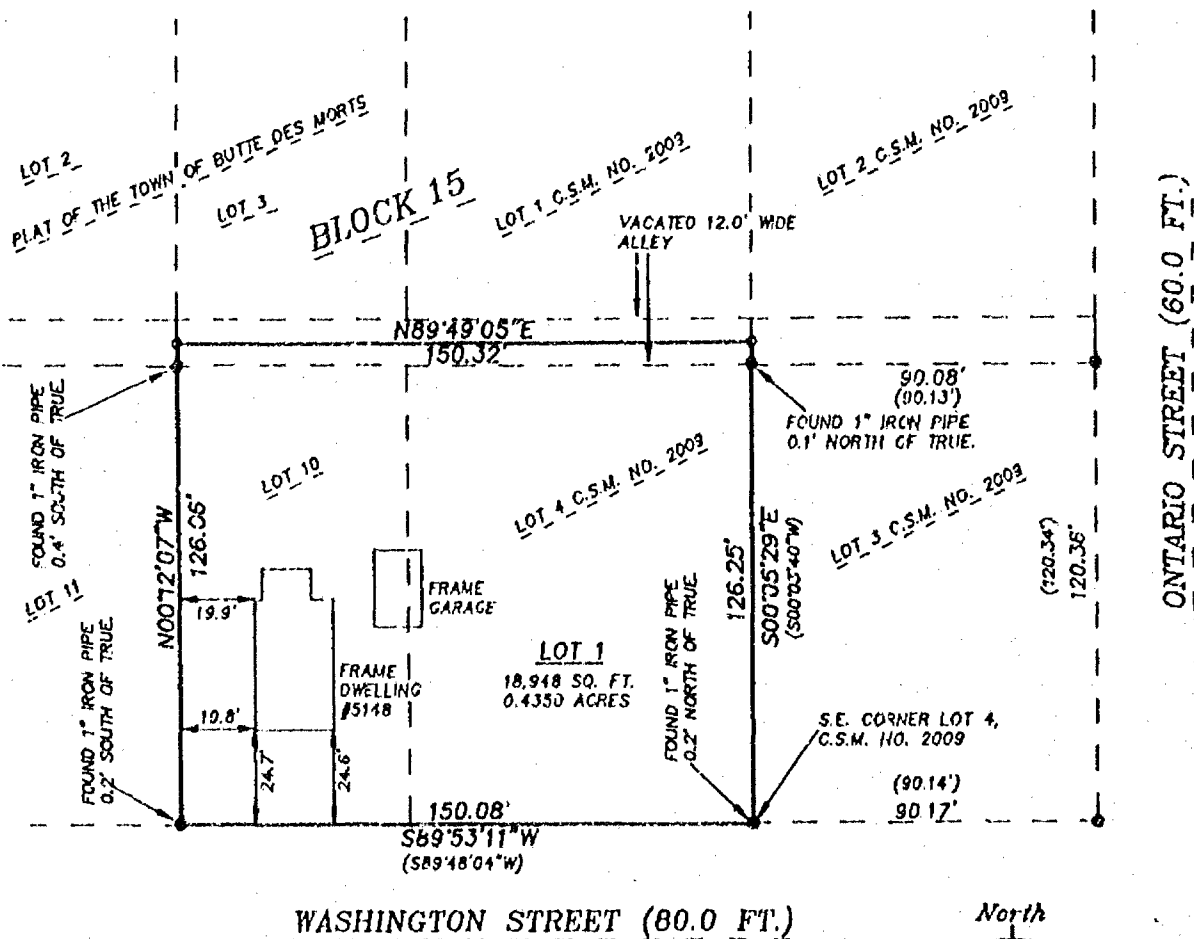 LOT 2
PLAT OF THE TOWN OF BUTTE DES MORTS
LOT 3
BLOCK 15
LOT 1 C.S.M. NO. 2009
LOT 2 C.S.M. NO. 2009
VACATED 12.0' WIDE
ALLEY
ONTARIO STREET (60.0 FT.)
N89°49'05"E
150.32'
90.08'
(90.13')
FOUND 1" IRON PIPE
0.4' SOUTH OF TRUE
FOUND 1" IRON PIPE
0.1' NORTH OF TRUE.
LOT 10
LOT 4 C.S.M. NO. 2009
LOT 3 C.S.M. NO. 2009
LOT 11
N00°12'07"W
126.06'
19.9'
FRAME
GARAGE
126.25'
S00°05'29"E
(120.34')
120.36'
LOT 1
18,948 SQ. FT.
0.4350 ACRES
FRAME
DWELLING
#5148
19.8'
24.7'
24.6'
FOUND 1" IRON PIPE
0.2' SOUTH OF TRUE
FOUND 1" IRON PIPE
0.2' NORTH OF TRUE
S.E. CORNER LOT 4,
C.S.M. NO. 2009
(90.14')
90.17'
150.08'
S89°53'11"W
(S89°48'04"W)
WASHINGTON STREET (80.0 FT.)
North